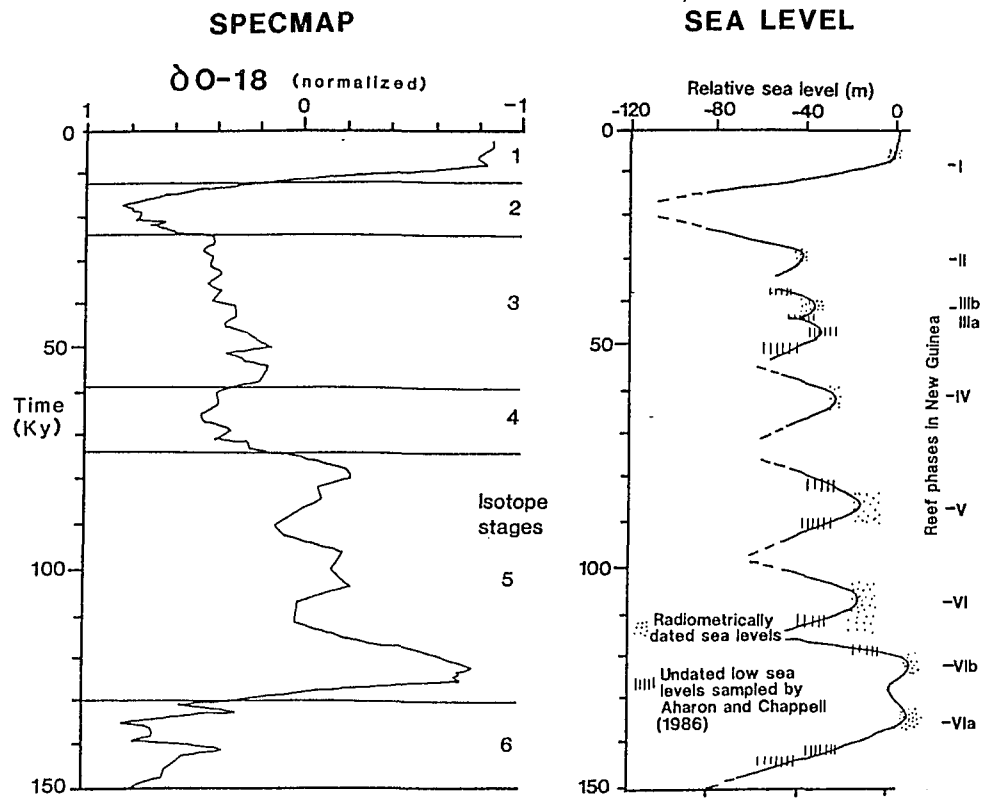 SPECMAP
δO-18 (normalized)
1 0 -1
0
50
Time
(Ky)
100
150
1
2
3
4
Isotope
stages
5
6
SEA LEVEL
Relative sea level (m)
-120 -80 -40 0
0
50
100
150
Radiometrically
dated sea levels
Undated low sea
levels sampled by
Aharon and Chappell
(1986)
-I
-II
-IIIb
IIIa
-IV
-V
-VI
-VIb
-VIa
Reef phases in New Guinea